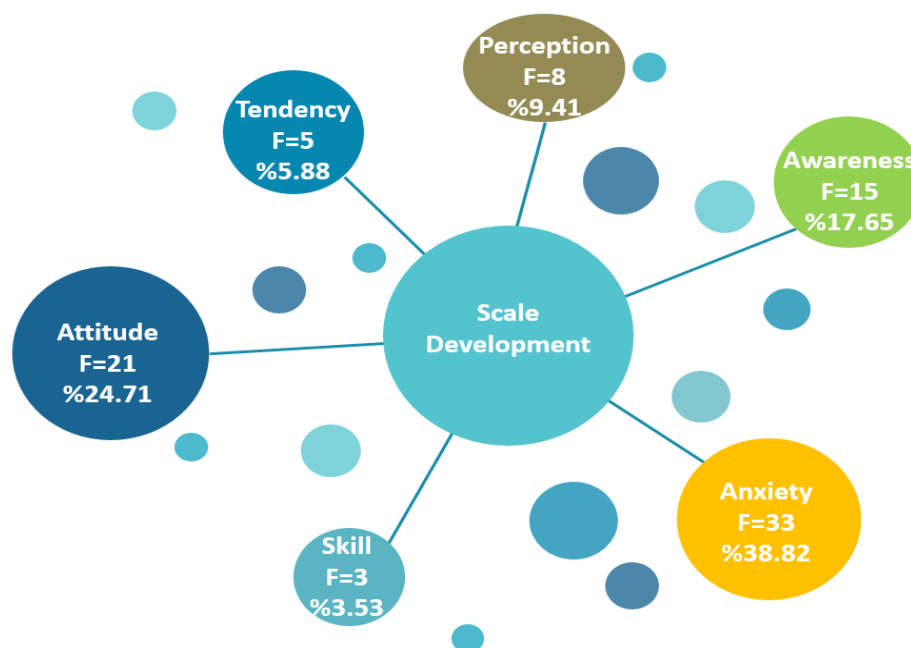 Perception
F=8
%9.41
Tendency
F=5
%5.88
Awareness
F=15
%17.65
Scale
Development
Attitude
F=21
%24.71
Anxiety
F=33
%38.82
Skill
F=3
%3.53